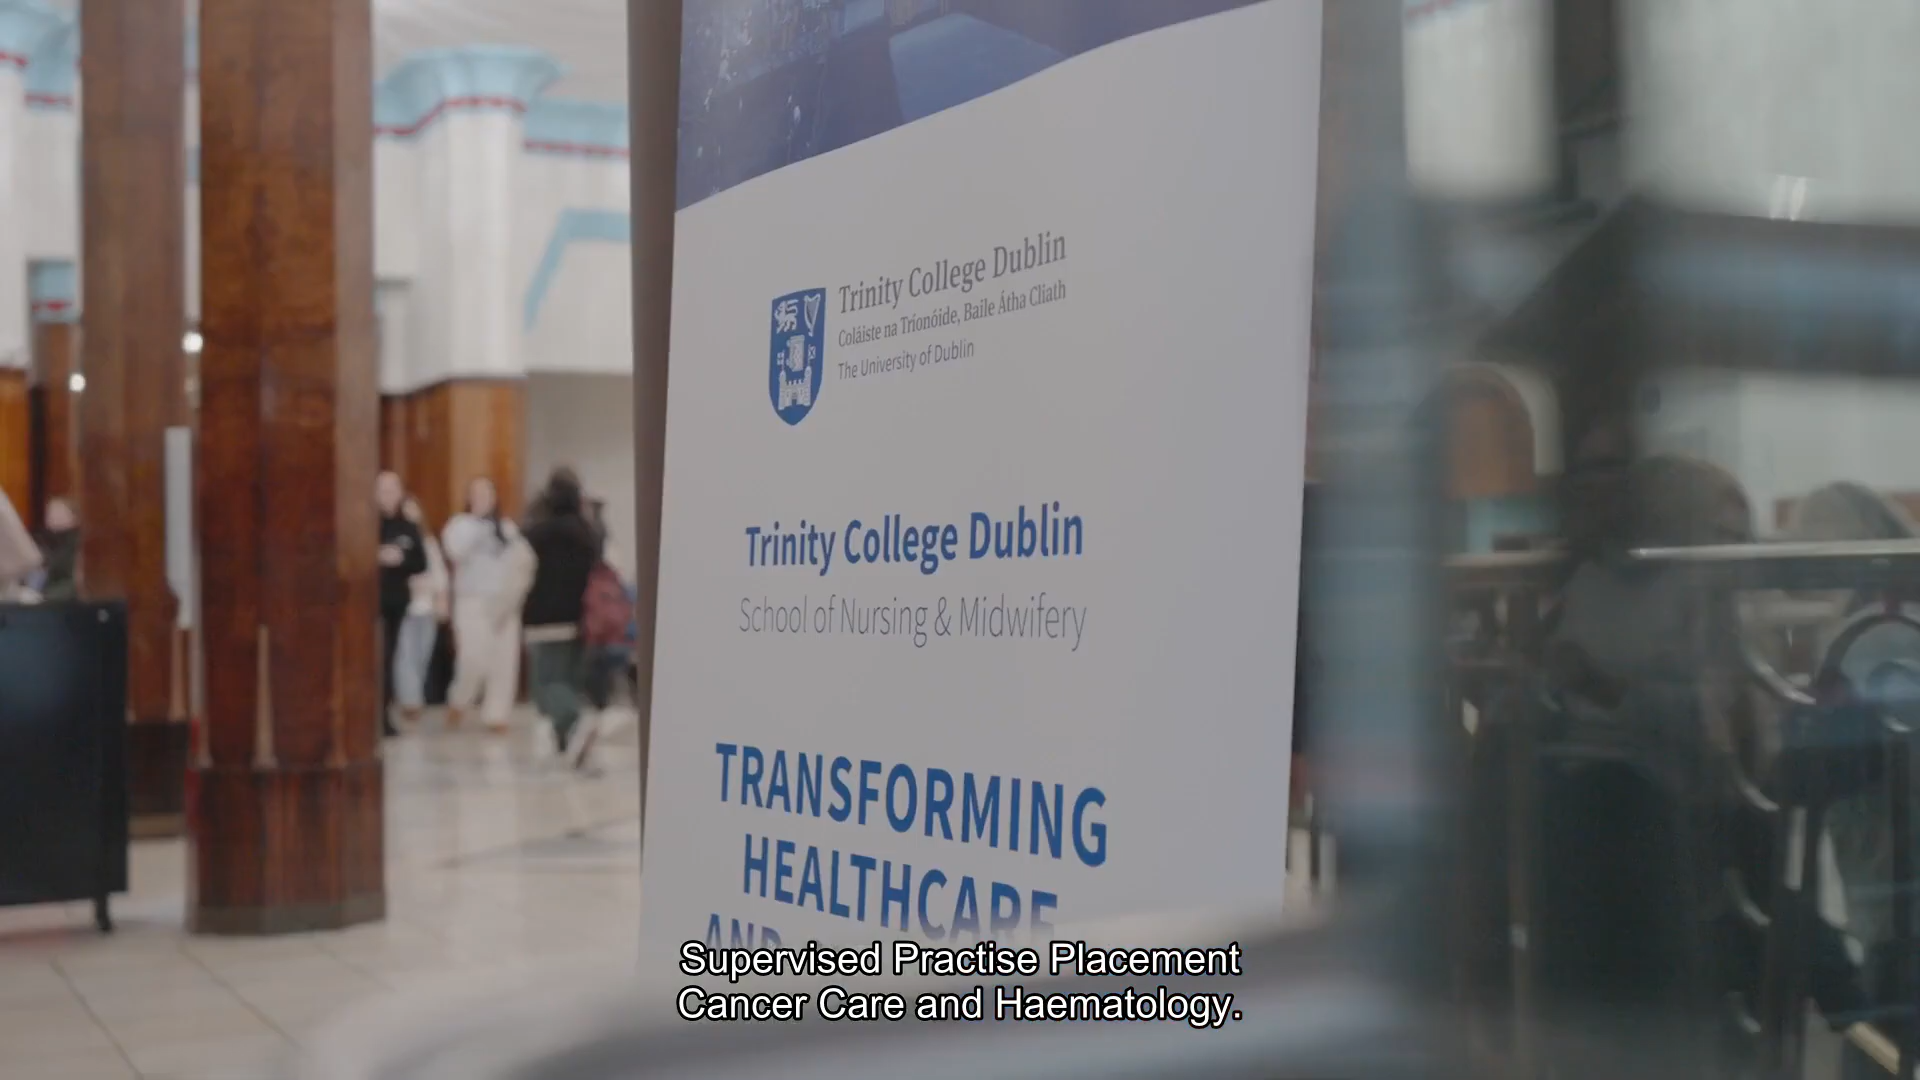 Trinity College Dublin
Coláiste na Tríonóide, Baile Átha Cliath
The University of Dublin
Trinity College Dublin
School of Nursing & Midwifery
TRANSFORMING
HEALTHCARE
AND
Supervised Practise Placement
Cancer Care and Haematology.